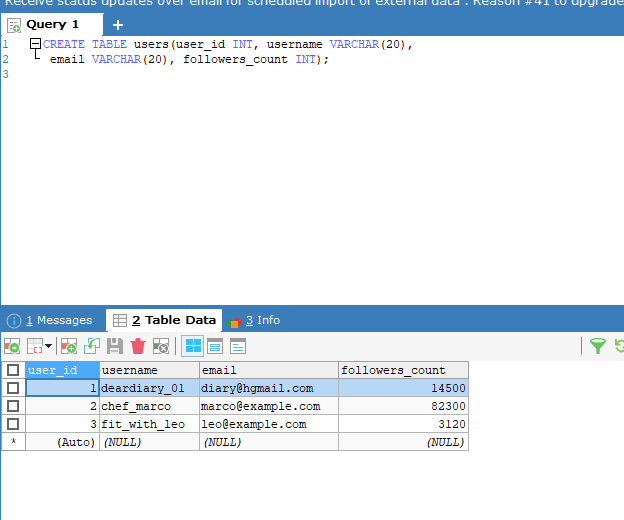 Receive status updates over email for scheduled import of external data . Reason #41 to upgrade
Query 1 +
1 CREATE TABLE users(user_id INT, username VARCHAR(20),
2 email VARCHAR(20), followers_count INT);
3
1 Messages 2 Table Data 3 Info
user_id username email followers_count
1 deardiary_01 diary@hgmail.com 14500
2 chef_marco marco@example.com 82300
3 fit_with_leo leo@example.com 3120
* (Auto) (NULL) (NULL) (NULL)